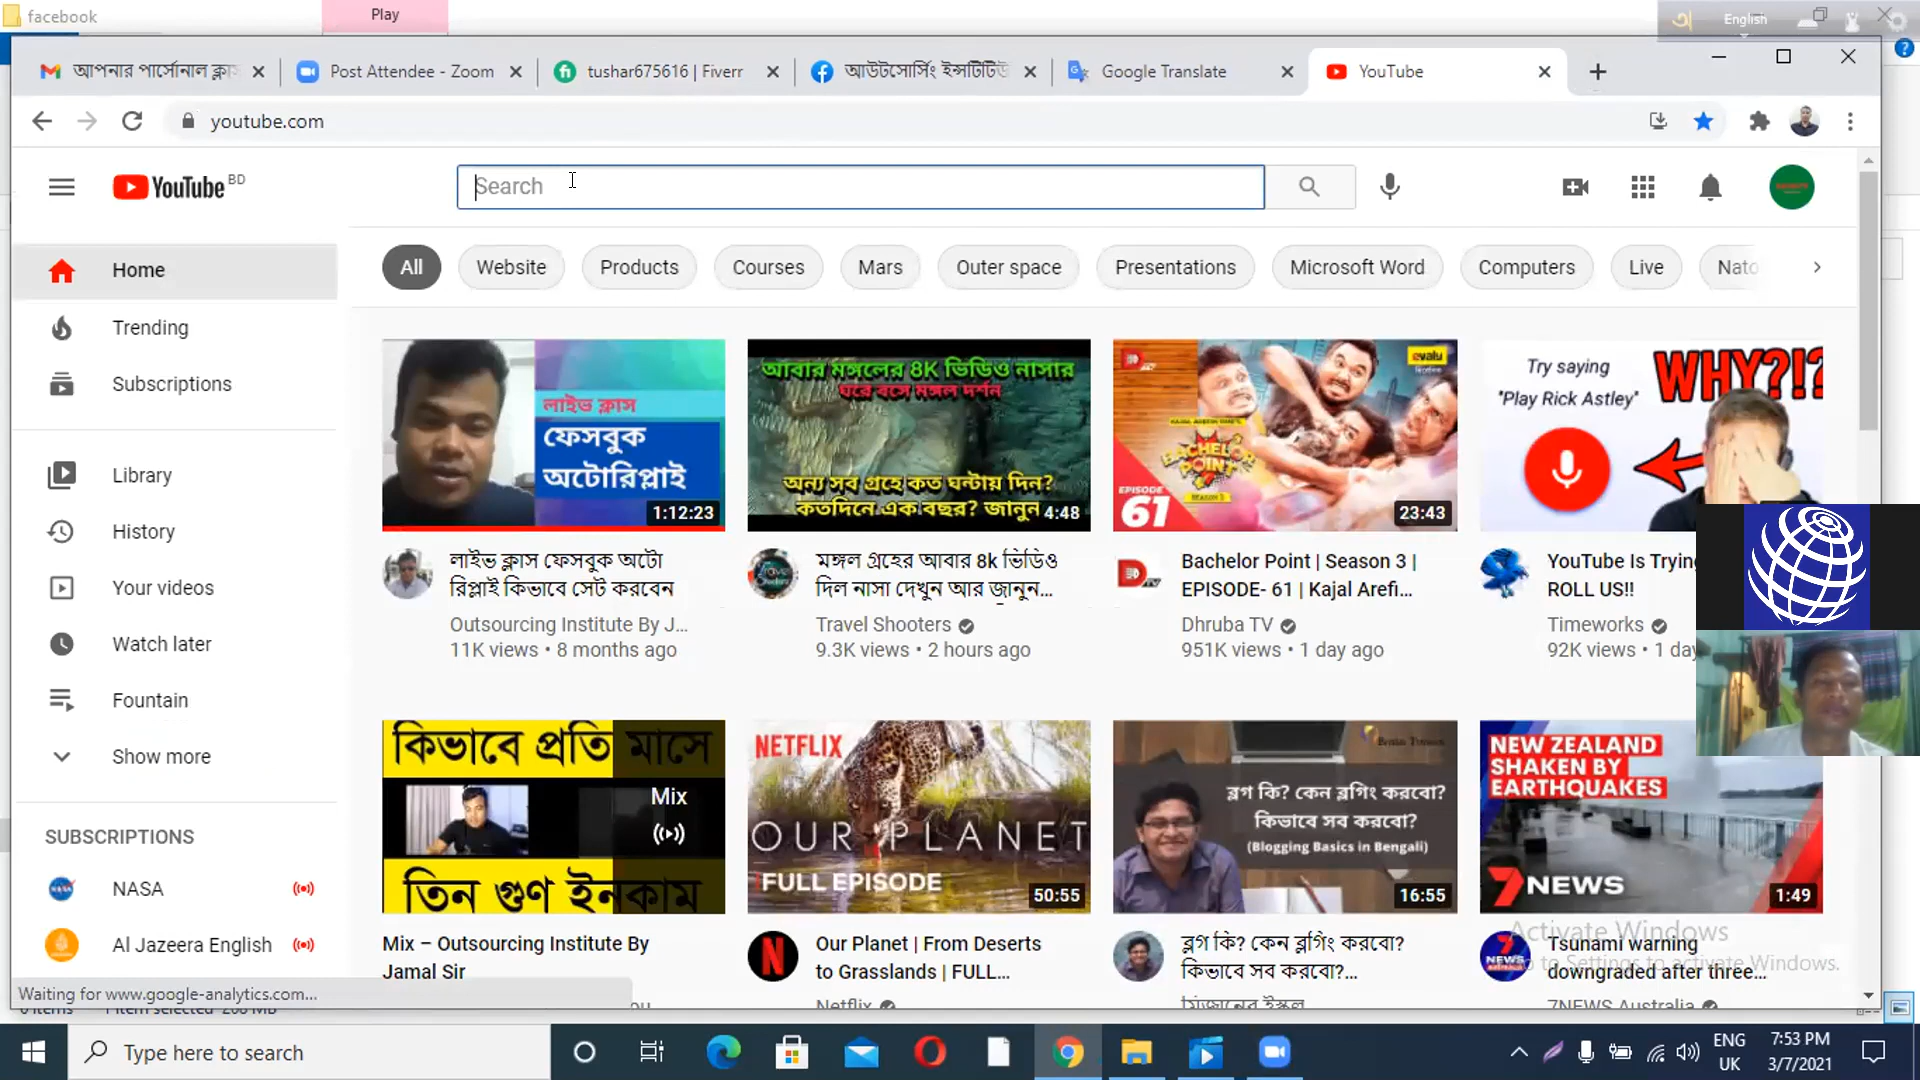 facebook
Play
English
আপনার পার্সোনাল ক্লাস
Post Attendee - Zoom
tushar675616 | Fiverr
আউটসোর্সিং ইন্সটিটিউ
Google Translate
YouTube
youtube.com
YouTube BD
Search
Home
Trending
Subscriptions
Library
History
Your videos
Watch later
Fountain
Show more
SUBSCRIPTIONS
NASA
Al Jazeera English
All
Website
Products
Courses
Mars
Outer space
Presentations
Microsoft Word
Computers
Live
লাইভ ক্লাস
ফেসবুক
অটোরিপ্লাই
1:12:23
লাইভ ক্লাস ফেসবুক অটো
রিপ্লাই কিভাবে সেট করবেন
Outsourcing Institute By J...
11K views • 8 months ago
আবার মঙ্গলের 8K ভিডিও নাসার
ঘরে বসে মঙ্গল দর্শন
অন্য সব গ্রহে কত ঘন্টায় দিন?
কতদিনে এক বছর? জানুন
4:48
মঙ্গল গ্রহের আবার 8k ভিডিও
দিল নাসা দেখুন আর জানুন...
Travel Shooters
9.3K views • 2 hours ago
evaly
BACHELOR
POINT
SEASON 3
EPISODE
61
23:43
Bachelor Point | Season 3 |
EPISODE- 61 | Kajal Arefi...
Dhruba TV
951K views • 1 day ago
Try saying
"Play Rick Astley"
WHY?!?
YouTube Is Trying
ROLL US!!
Timeworks
92K views • 1 day
কিভাবে প্রতি মাসে
Mix
তিন গুণ ইনকাম
Mix – Outsourcing Institute By
Jamal Sir
NETFLIX
OUR PLANET
FULL EPISODE
50:55
Our Planet | From Deserts
to Grasslands | FULL...
Netflix
ব্লগ কি? কেন ব্লগিং করবো?
কিভাবে সব করবো?
(Blogging Basics in Bengali)
16:55
ব্লগ কি? কেন ব্লগিং করবো?
কিভাবে সব করবো?...
NEW ZEALAND
SHAKEN BY
EARTHQUAKES
7NEWS
1:49
Tsunami warning
downgraded after three...
7NEWS Australia
Activate Windows
to Settings to activate Windows.
Waiting for www.google-analytics.com...
Type here to search
ENG
UK
7:53 PM
3/7/2021